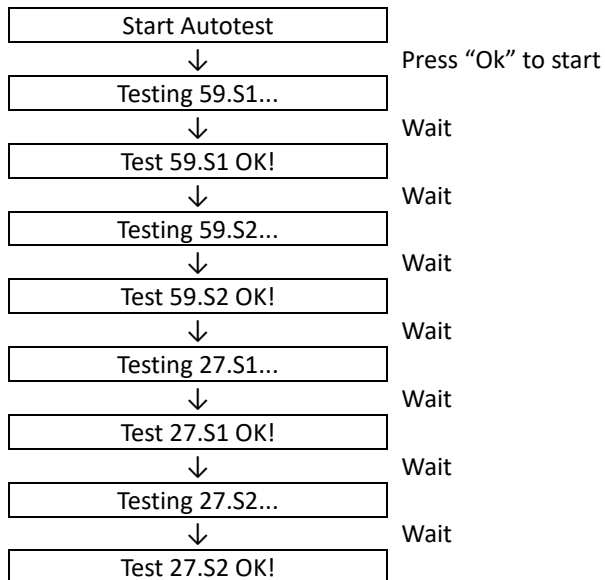 Start Autotest
↓ Press “Ok” to start
Testing 59.S1...
↓ Wait
Test 59.S1 OK!
↓ Wait
Testing 59.S2...
↓ Wait
Test 59.S2 OK!
↓ Wait
Testing 27.S1...
↓ Wait
Test 27.S1 OK!
↓ Wait
Testing 27.S2...
↓ Wait
Test 27.S2 OK!